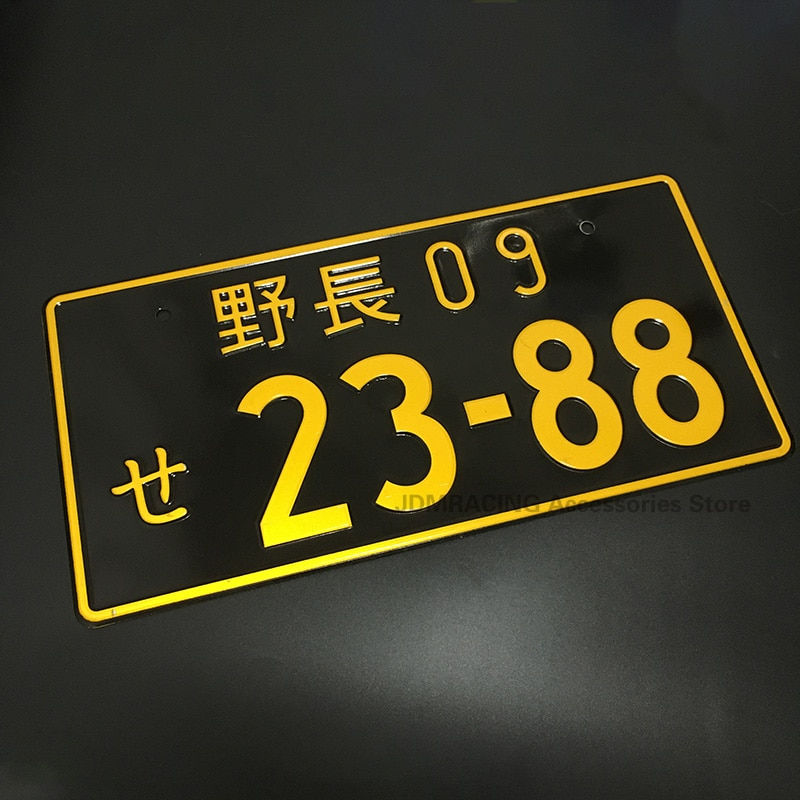 野長 09
せ 23-88
JDMRACING Accessories Store